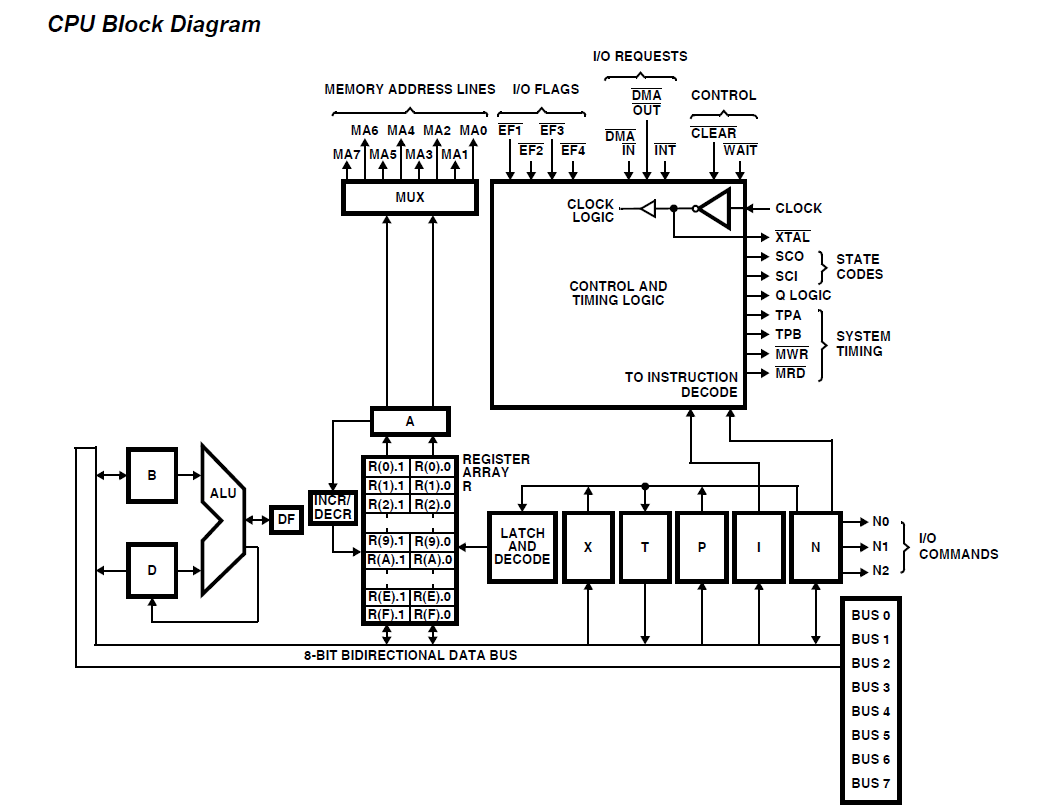 CPU Block Diagram
I/O REQUESTS
MEMORY ADDRESS LINES
I/O FLAGS
DMA
OUT
CONTROL
MA6 MA4 MA2 MA0
EF1 EF3
DMA
IN
CLEAR
MA7 MA5 MA3 MA1
EF2 EF4
INT
WAIT
MUX
CLOCK
LOGIC
CLOCK
XTAL
SCO
SCI
STATE
CODES
Q LOGIC
CONTROL AND
TIMING LOGIC
TPA
TPB
MWR
MRD
SYSTEM
TIMING
TO INSTRUCTION
DECODE
A
REGISTER
ARRAY
R
R(0).1 R(0).0
R(1).1 R(1).0
R(2).1 R(2).0
R(9).1 R(9).0
R(A).1 R(A).0
R(E).1 R(E).0
R(F).1 R(F).0
B
ALU
DF
D
INCR/
DECR
LATCH
AND
DECODE
X
T
P
I
N
N0
N1
N2
I/O
COMMANDS
8-BIT BIDIRECTIONAL DATA BUS
BUS 0
BUS 1
BUS 2
BUS 3
BUS 4
BUS 5
BUS 6
BUS 7